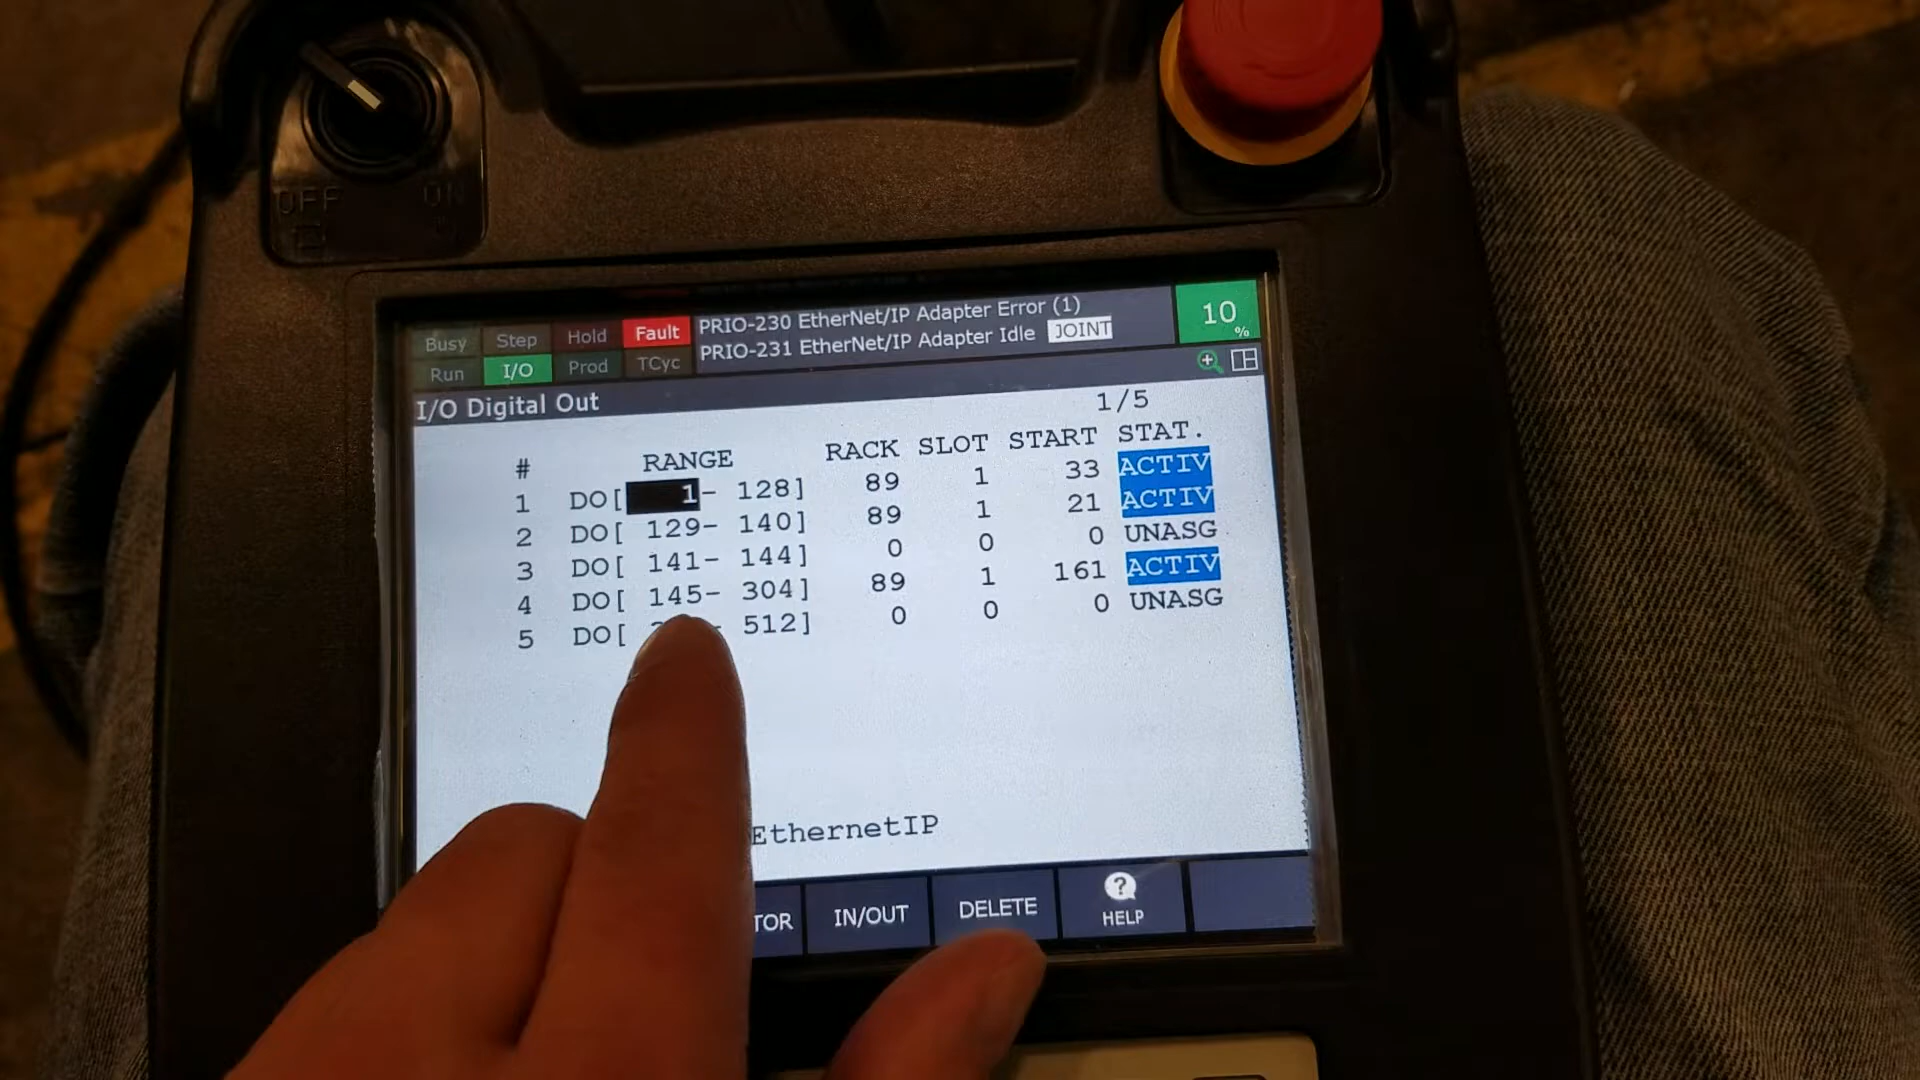 OFF ON
Busy Step Hold Fault PRIO-230 EtherNet/IP Adapter Error (1) 10 %
Run I/O Prod TCyc PRIO-231 EtherNet/IP Adapter Idle JOINT
I/O Digital Out
1/5
# RANGE RACK SLOT START STAT.
1 DO[ 1- 128] 89 1 33 ACTIV
2 DO[ 129- 140] 89 1 21 ACTIV
3 DO[ 141- 144] 0 0 0 UNASG
4 DO[ 145- 304] 89 1 161 ACTIV
5 DO[ - 512] 0 0 0 UNASG
EthernetIP
IN/OUT DELETE ? HELP